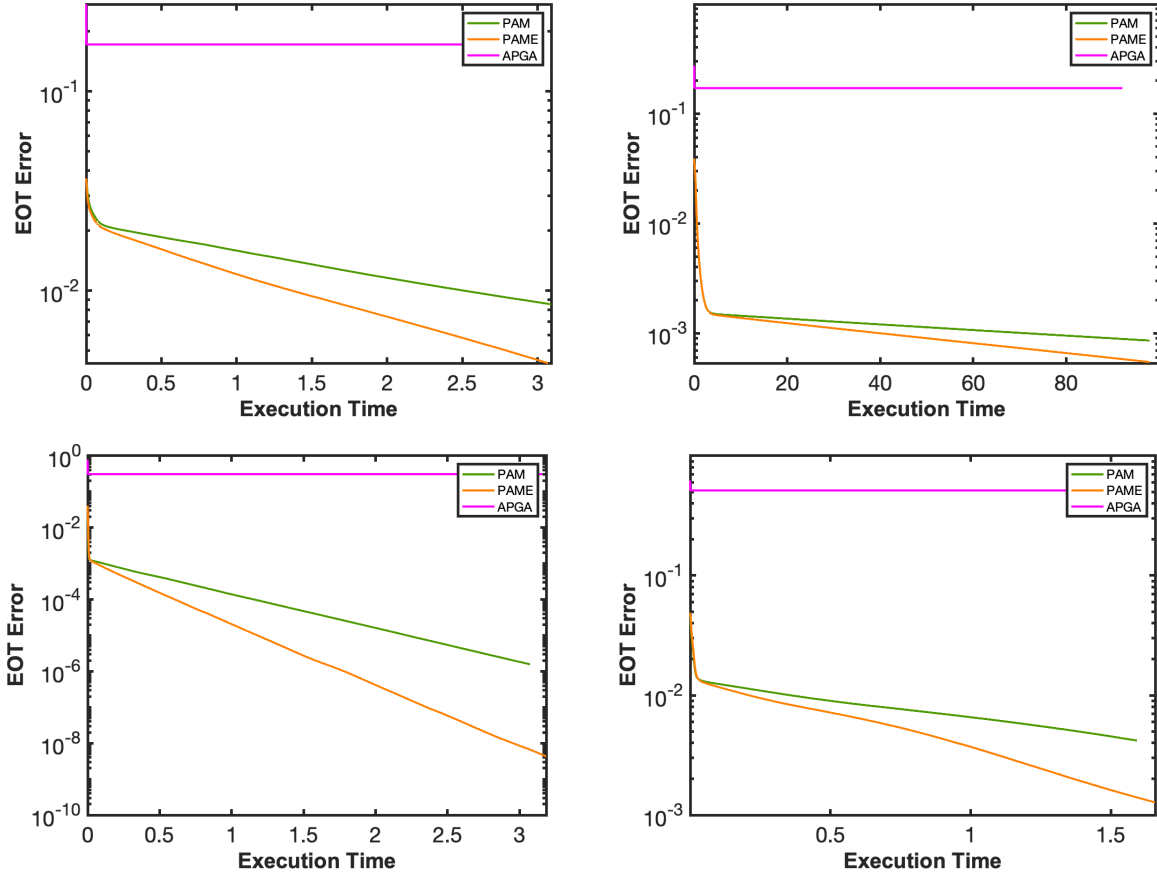 PAM
PAME
APGA
10^-1
10^-2
EOT Error
0 0.5 1 1.5 2 2.5 3
Execution Time
PAM
PAME
APGA
10^-1
10^-2
10^-3
EOT Error
0 20 40 60 80
Execution Time
PAM
PAME
APGA
10^0
10^-2
10^-4
10^-6
10^-8
10^-10
EOT Error
0 0.5 1 1.5 2 2.5 3
Execution Time
PAM
PAME
APGA
10^-1
10^-2
10^-3
EOT Error
0.5 1 1.5
Execution Time